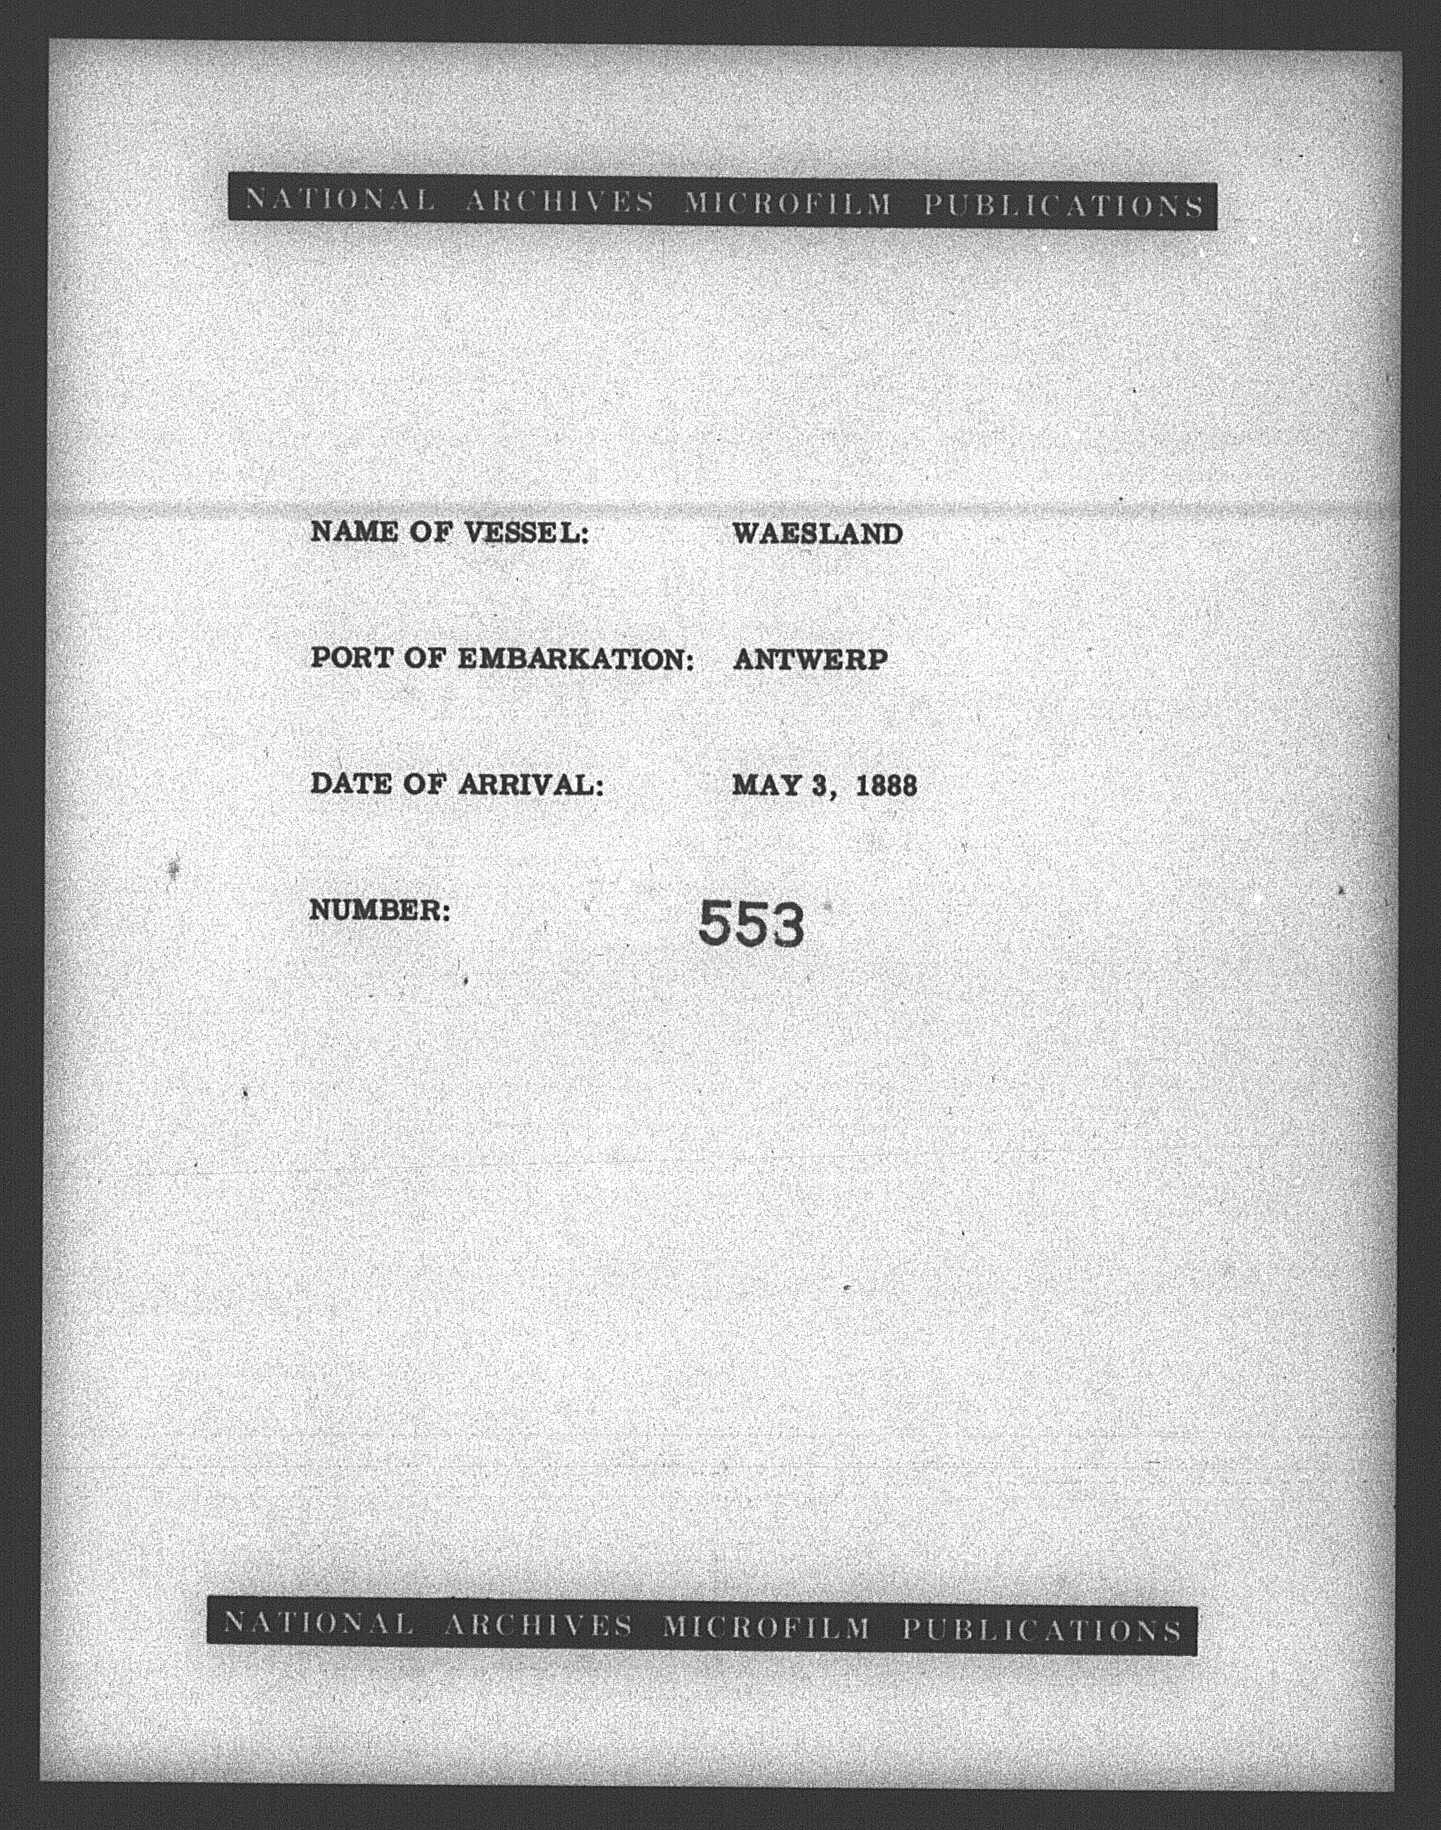 NATIONAL ARCHIVES MICROFILM PUBLICATIONS
NAME OF VESSEL: WAESLAND
PORT OF EMBARKATION: ANTWERP
DATE OF ARRIVAL: MAY 3, 1888
NUMBER: 553
NATIONAL ARCHIVES MICROFILM PUBLICATIONS